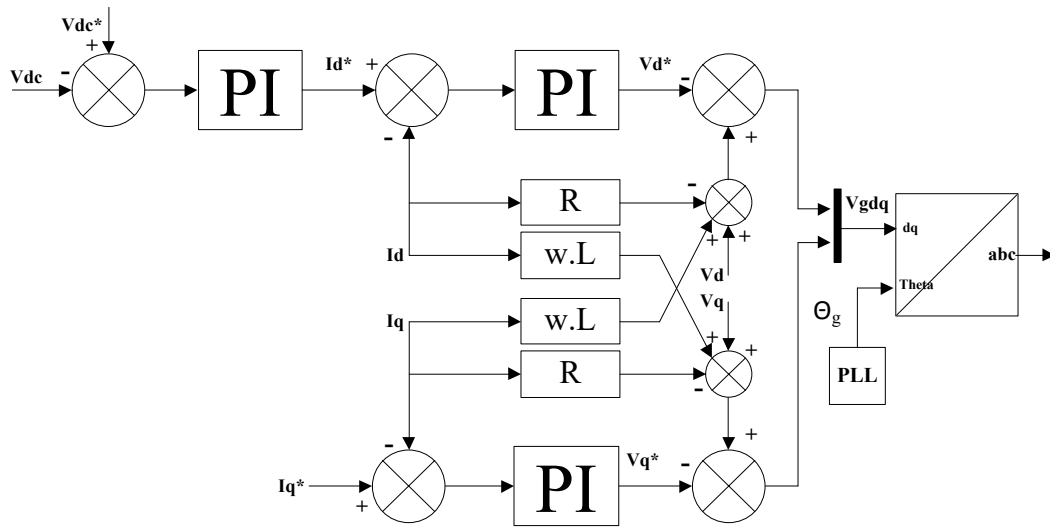 Vdc*
+
-
Vdc
PI
Id*
+
-
PI
Vd*
-
+
R
-
+
+
Id
w.L
Vd
Vq
Iq
w.L
+
+
R
-
-
+
Iq*
+
PI
Vq*
-
Vgdq
dq
abc
Theta
Θg
PLL